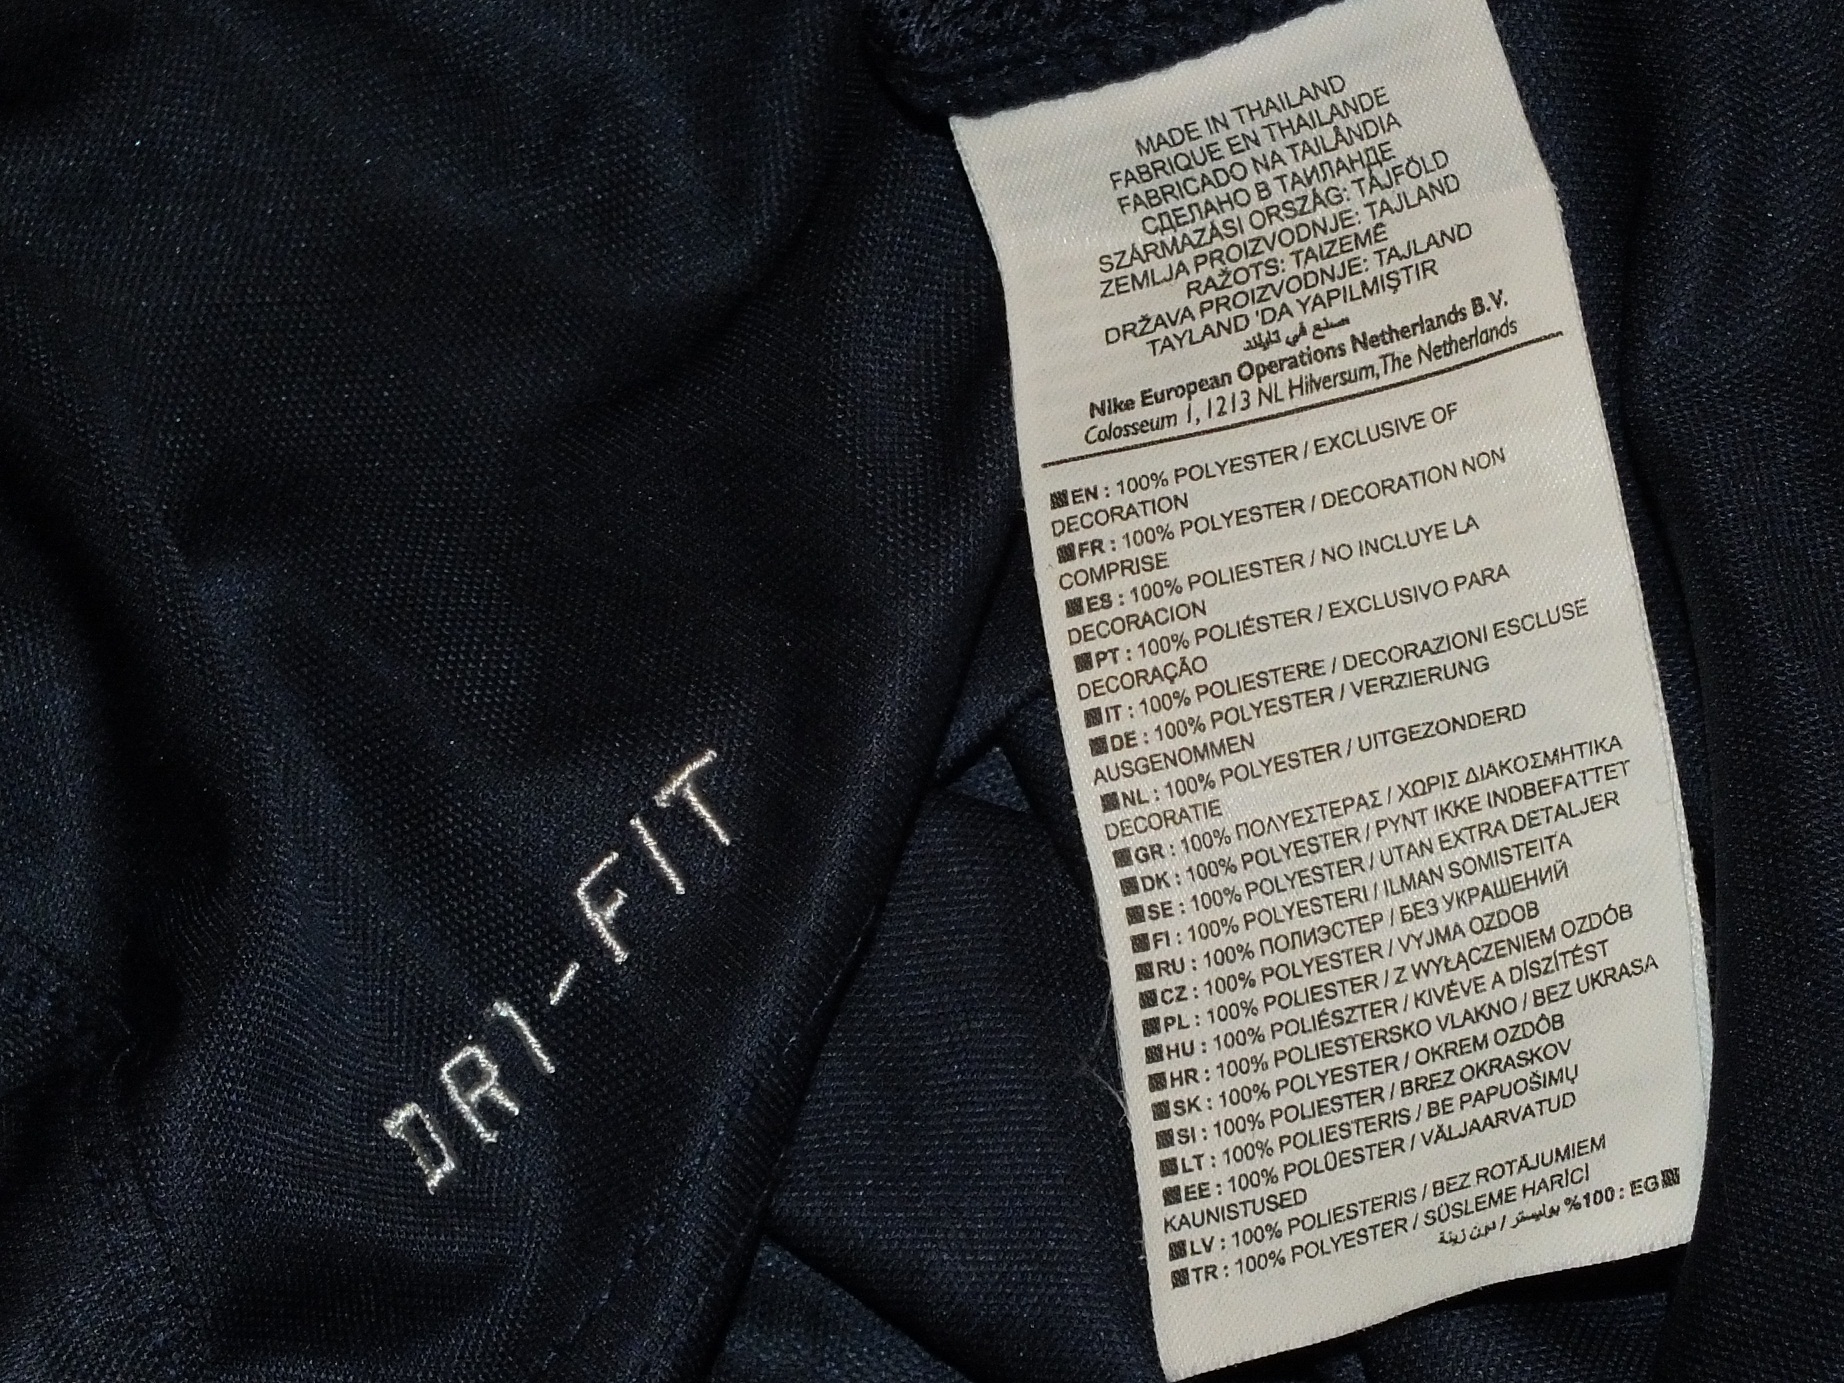 DRI-FIT
MADE IN THAILAND
FABRIQUE EN THAILANDE
FABRICADO NA TAILÂNDIA
СДЕЛАНО В ТАИЛАНДЕ
SZÁRMAZÁSI ORSZÁG: TÁJFÖLD
ZEMLJA PROIZVODNJE: TAJLAND
RAŽOTS: TAIZEMĒ
DRŽAVA PROIZVODNJE: TAJLAND
TAYLAND 'DA YAPILMIŞTIR
صنع في تايلاند
Nike European Operations Netherlands B.V.
Colosseum 1, 1213 NL Hilversum,The Netherlands
EN : 100% POLYESTER / EXCLUSIVE OF
DECORATION
FR : 100% POLYESTER / DECORATION NON
COMPRISE
ES : 100% POLIESTER / NO INCLUYE LA
DECORACION
PT : 100% POLIÉSTER / EXCLUSIVO PARA
DECORAÇÃO
IT : 100% POLIESTERE / DECORAZIONI ESCLUSE
DE : 100% POLYESTER / VERZIERUNG
AUSGENOMMEN
NL : 100% POLYESTER / UITGEZONDERD
DECORATIE
GR : 100% ΠΟΛΥΕΣΤΕΡΑΣ / ΧΩΡΙΣ ΔΙΑΚΟΣΜΗΤΙΚΑ
DK : 100% POLYESTER / PYNT IKKE INDBEFATTET
SE : 100% POLYESTER / UTAN EXTRA DETALJER
FI : 100% POLYESTERI / ILMAN SOMISTEITA
RU : 100% ПОЛИЭСТЕР / БЕЗ УКРАШЕНИЙ
CZ : 100% POLYESTER / VYJMA OZDOB
PL : 100% POLIESTER / Z WYŁĄCZENIEM OZDÓB
HU : 100% POLIÉSZTER / KIVÉVE A DÍSZÍTÉST
HR : 100% POLIESTERSKO VLAKNO / BEZ UKRASA
SK : 100% POLYESTER / OKREM OZDÔB
SI : 100% POLIESTER / BREZ OKRASKOV
LT : 100% POLIESTERIS / BE PAPUOŠIMŲ
EE : 100% POLÜESTER / VÄLJAARVATUD
KAUNISTUSED
LV : 100% POLIESTERIS / BEZ ROTĀJUMIEM
TR : 100% POLYESTER / SÜSLEME HARİCİ
EG : 100% بوليستر / بدون زينة